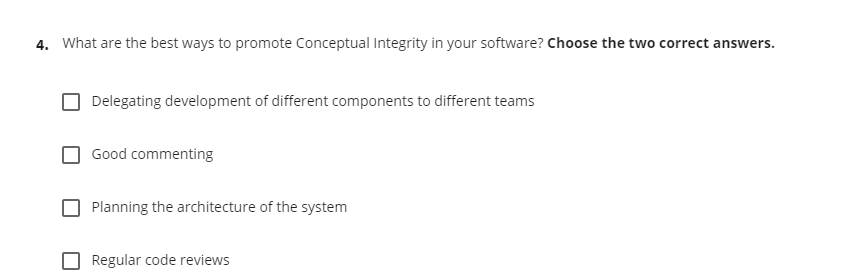 4. What are the best ways to promote Conceptual Integrity in your software? Choose the two correct answers.
Delegating development of different components to different teams
Good commenting
Planning the architecture of the system
Regular code reviews